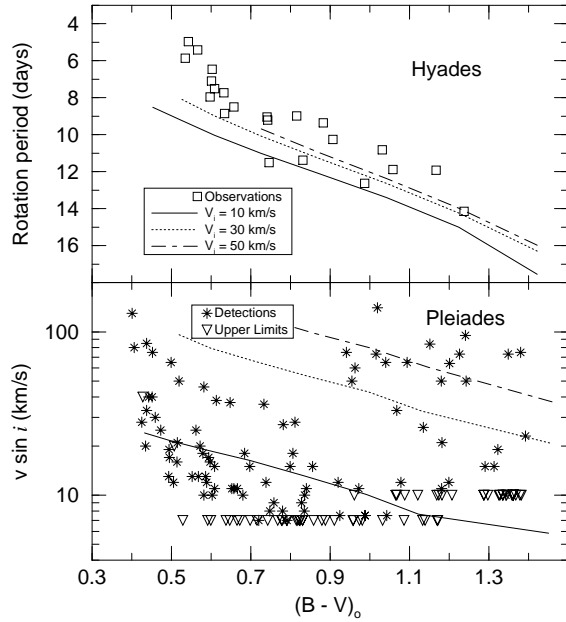 4
6
8
10
12
14
16
Rotation period (days)
Hyades
Observations
V_i = 10 km/s
V_i = 30 km/s
V_i = 50 km/s
100
10
v sin i (km/s)
Detections
Upper Limits
Pleiades
0.3 0.5 0.7 0.9 1.1 1.3
(B - V)_o